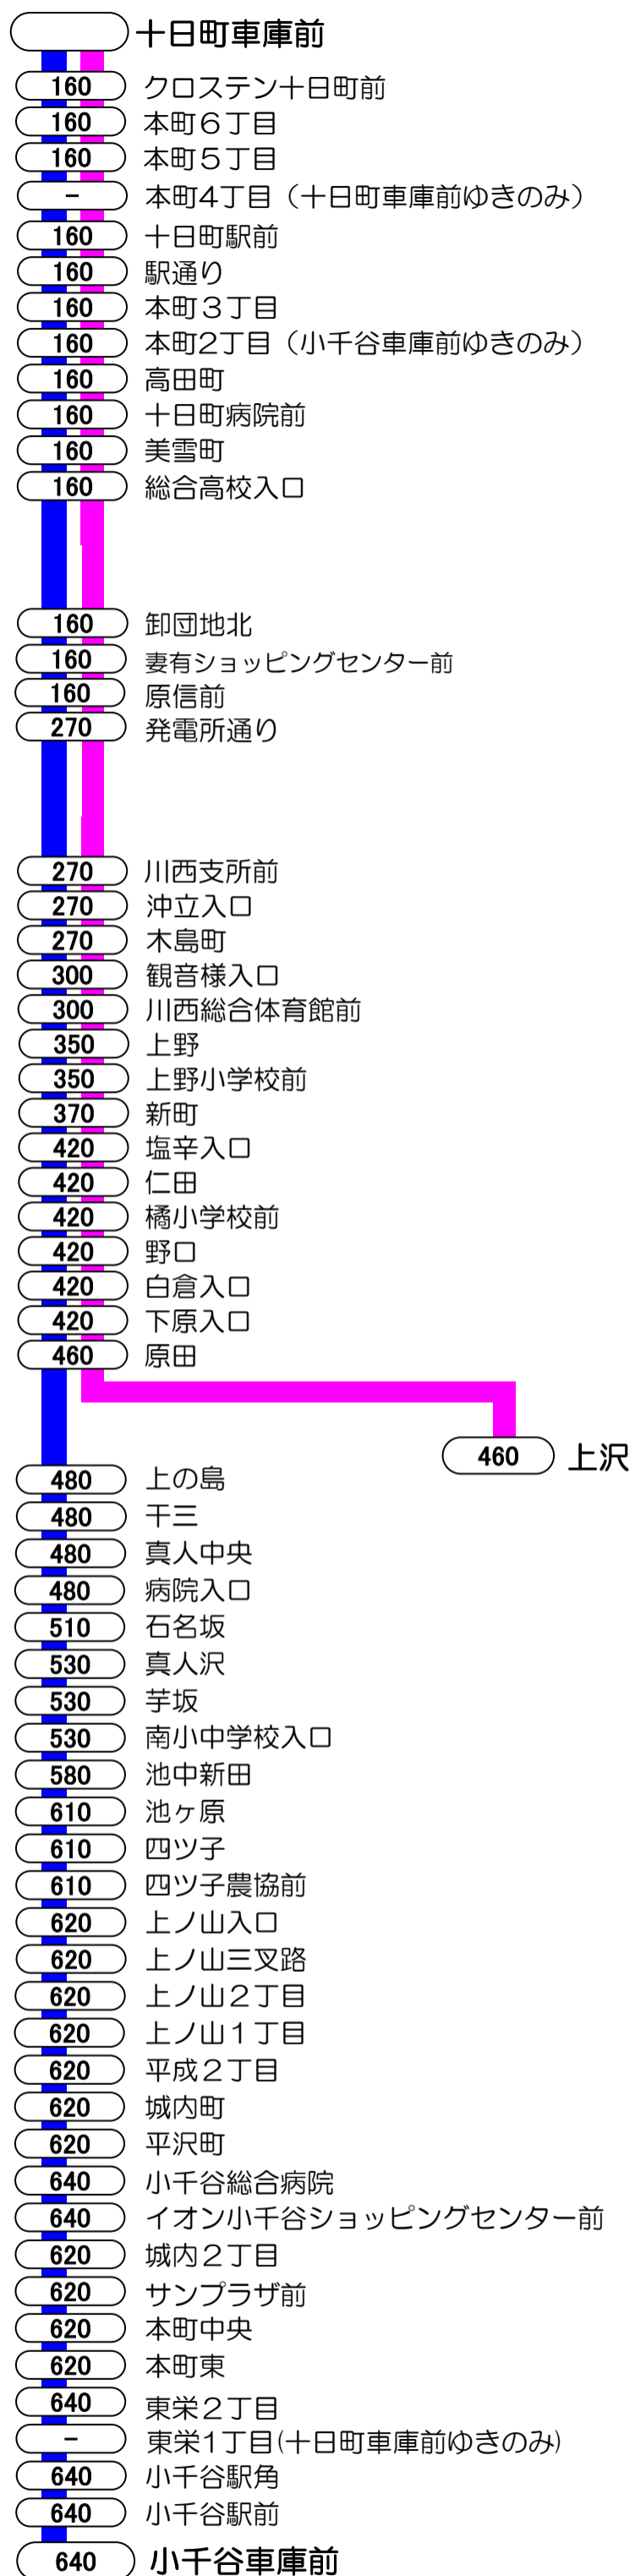 十日町車庫前
160 クロステン十日町前
160 本町６丁目
160 本町５丁目
- 本町4丁目（十日町車庫前ゆきのみ）
160 十日町駅前
160 駅通り
160 本町３丁目
160 本町2丁目（小千谷車庫前ゆきのみ）
160 高田町
160 十日町病院前
160 美雪町
160 総合高校入口
160 卸団地北
160 妻有ショッピングセンター前
160 原信前
270 発電所通り
270 川西支所前
270 沖立入口
270 木島町
300 観音様入口
300 川西総合体育館前
350 上野
350 上野小学校前
370 新町
420 塩辛入口
420 仁田
420 橘小学校前
420 野口
420 白倉入口
420 下原入口
460 原田
460 上沢
480 上の島
480 干三
480 真人中央
480 病院入口
510 石名坂
530 真人沢
530 芋坂
530 南小中学校入口
580 池中新田
610 池ヶ原
610 四ツ子
610 四ツ子農協前
620 上ノ山入口
620 上ノ山三叉路
620 上ノ山２丁目
620 上ノ山１丁目
620 平成２丁目
620 城内町
620 平沢町
640 小千谷総合病院
640 イオン小千谷ショッピングセンター前
620 城内２丁目
620 サンプラザ前
620 本町中央
620 本町東
640 東栄２丁目
- 東栄1丁目(十日町車庫前ゆきのみ)
640 小千谷駅角
640 小千谷駅前
640 小千谷車庫前